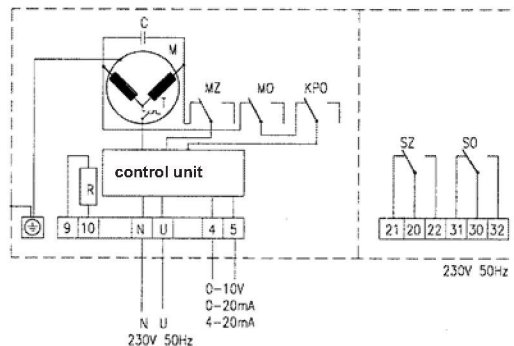 C
M
T
MZ MO KPO
SZ SO
control unit
R
9 10 N U 4 5
21 20 22 31 30 32
230V 50Hz
0-10V
0-20mA
4-20mA
N U
230V 50Hz